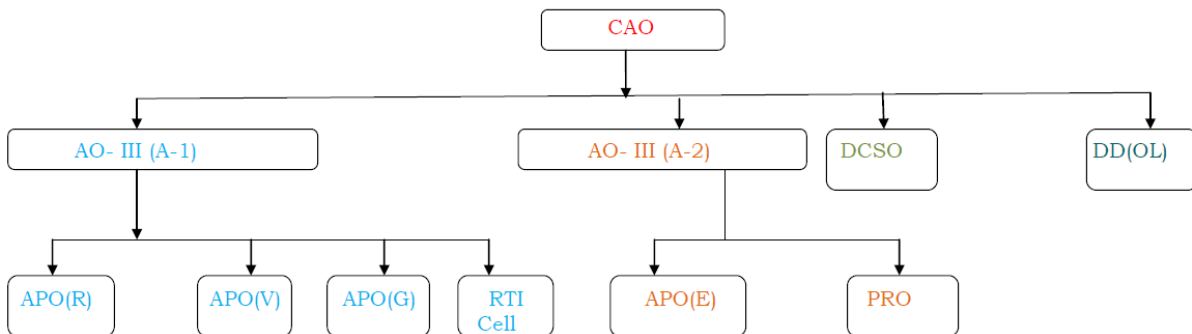 CAO
AO- III (A-1)
AO- III (A-2)
DCSO
DD(OL)
APO(R)
APO(V)
APO(G)
RTI
Cell
APO(E)
PRO